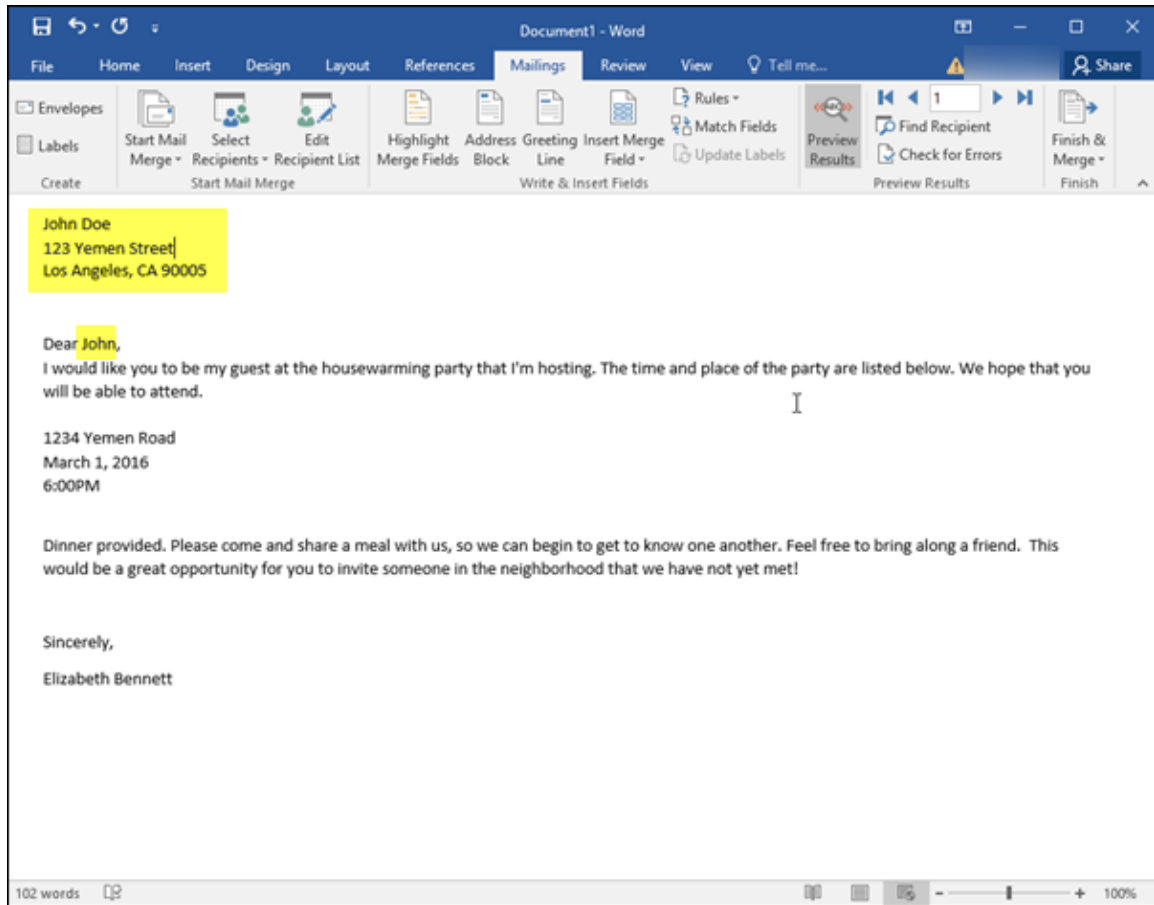 Document1 - Word
File Home Insert Design Layout References Mailings Review View Tell me... Share
Envelopes
Labels
Create
Start Mail Merge
Select Recipients
Edit Recipient List
Start Mail Merge
Highlight Merge Fields
Address Block
Greeting Line
Insert Merge Field
Rules
Match Fields
Update Labels
Write & Insert Fields
ABC
Preview Results
1
Find Recipient
Check for Errors
Preview Results
Finish & Merge
Finish
John Doe
123 Yemen Street
Los Angeles, CA 90005
Dear John,
I would like you to be my guest at the housewarming party that I'm hosting. The time and place of the party are listed below. We hope that you
will be able to attend.
1234 Yemen Road
March 1, 2016
6:00PM
Dinner provided. Please come and share a meal with us, so we can begin to get to know one another. Feel free to bring along a friend.  This
would be a great opportunity for you to invite someone in the neighborhood that we have not yet met!
Sincerely,
Elizabeth Bennett
102 words
100%